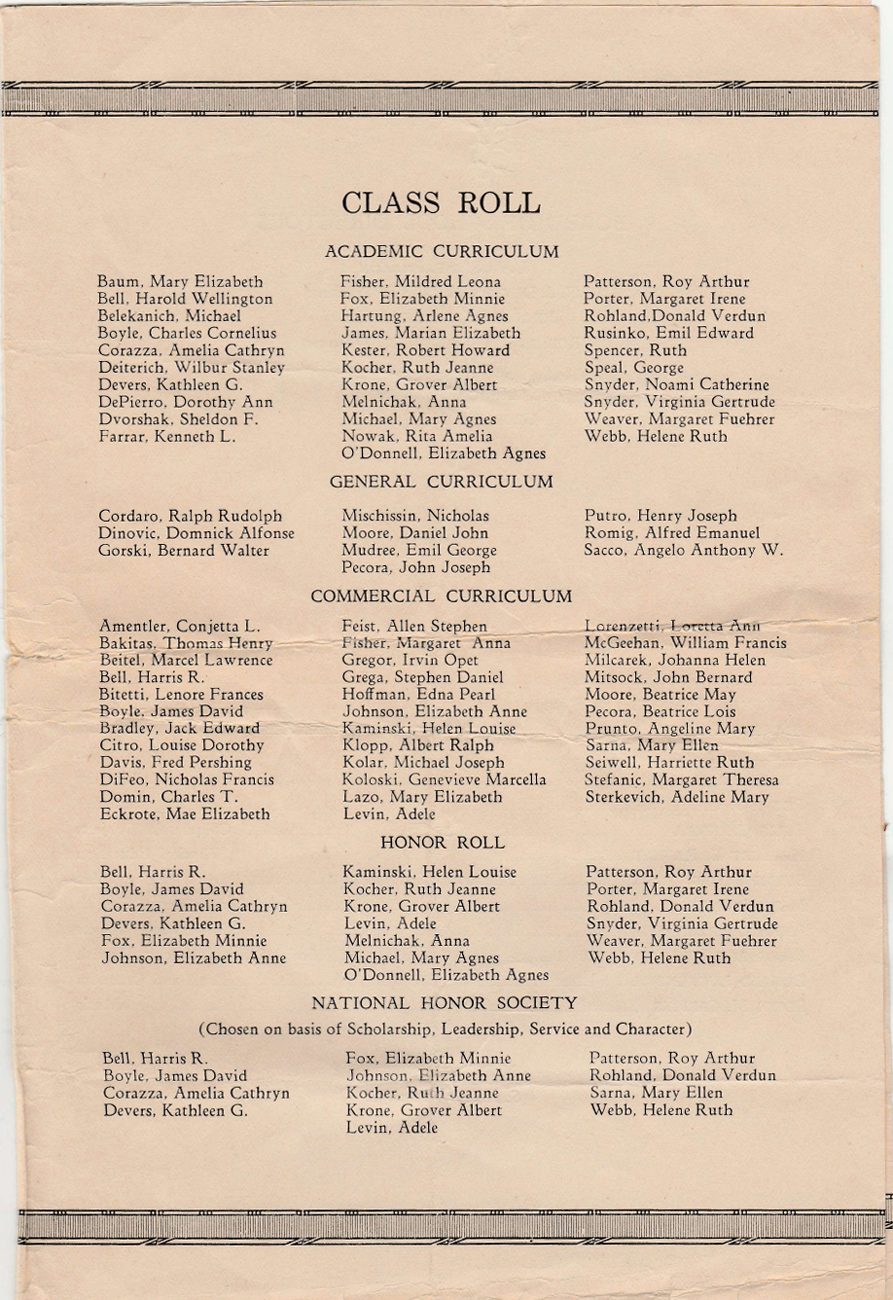 CLASS ROLL
ACADEMIC CURRICULUM
Baum, Mary Elizabeth
Bell, Harold Wellington
Belekanich, Michael
Boyle, Charles Cornelius
Corazza, Amelia Cathryn
Deiterich, Wilbur Stanley
Devers, Kathleen G.
DePierro, Dorothy Ann
Dvorshak, Sheldon F.
Farrar, Kenneth L.
Fisher, Mildred Leona
Fox, Elizabeth Minnie
Hartung, Arlene Agnes
James, Marian Elizabeth
Kester, Robert Howard
Kocher, Ruth Jeanne
Krone, Grover Albert
Melnichak, Anna
Michael, Mary Agnes
Nowak, Rita Amelia
O'Donnell, Elizabeth Agnes
Patterson, Roy Arthur
Porter, Margaret Irene
Rohland,Donald Verdun
Rusinko, Emil Edward
Spencer, Ruth
Speal, George
Snyder, Noami Catherine
Snyder, Virginia Gertrude
Weaver, Margaret Fuehrer
Webb, Helene Ruth
GENERAL CURRICULUM
Cordaro, Ralph Rudolph
Dinovic, Domnick Alfonse
Gorski, Bernard Walter
Mischissin, Nicholas
Moore, Daniel John
Mudree, Emil George
Pecora, John Joseph
Putro, Henry Joseph
Romig, Alfred Emanuel
Sacco, Angelo Anthony W.
COMMERCIAL CURRICULUM
Amentler, Conjetta L.
Bakitas, Thomas Henry
Beitel, Marcel Lawrence
Bell, Harris R.
Bitetti, Lenore Frances
Boyle, James David
Bradley, Jack Edward
Citro, Louise Dorothy
Davis, Fred Pershing
DiFeo, Nicholas Francis
Domin, Charles T.
Eckrote, Mae Elizabeth
Feist, Allen Stephen
Fisher, Margaret Anna
Gregor, Irvin Opet
Grega, Stephen Daniel
Hoffman, Edna Pearl
Johnson, Elizabeth Anne
Kaminski, Helen Louise
Klopp, Albert Ralph
Kolar, Michael Joseph
Koloski, Genevieve Marcella
Lazo, Mary Elizabeth
Levin, Adele
Lorenzetti, Loretta Ann
McGeehan, William Francis
Milcarek, Johanna Helen
Mitsock, John Bernard
Moore, Beatrice May
Pecora, Beatrice Lois
Prunto, Angeline Mary
Sarna, Mary Ellen
Seiwell, Harriette Ruth
Stefanic, Margaret Theresa
Sterkevich, Adeline Mary
HONOR ROLL
Bell, Harris R.
Boyle, James David
Corazza, Amelia Cathryn
Devers, Kathleen G.
Fox, Elizabeth Minnie
Johnson, Elizabeth Anne
Kaminski, Helen Louise
Kocher, Ruth Jeanne
Krone, Grover Albert
Levin, Adele
Melnichak, Anna
Michael, Mary Agnes
O'Donnell, Elizabeth Agnes
Patterson, Roy Arthur
Porter, Margaret Irene
Rohland, Donald Verdun
Snyder, Virginia Gertrude
Weaver, Margaret Fuehrer
Webb, Helene Ruth
NATIONAL HONOR SOCIETY
(Chosen on basis of Scholarship, Leadership, Service and Character)
Bell, Harris R.
Boyle, James David
Corazza, Amelia Cathryn
Devers, Kathleen G.
Fox, Elizabeth Minnie
Johnson, Elizabeth Anne
Kocher, Ruth Jeanne
Krone, Grover Albert
Levin, Adele
Patterson, Roy Arthur
Rohland, Donald Verdun
Sarna, Mary Ellen
Webb, Helene Ruth